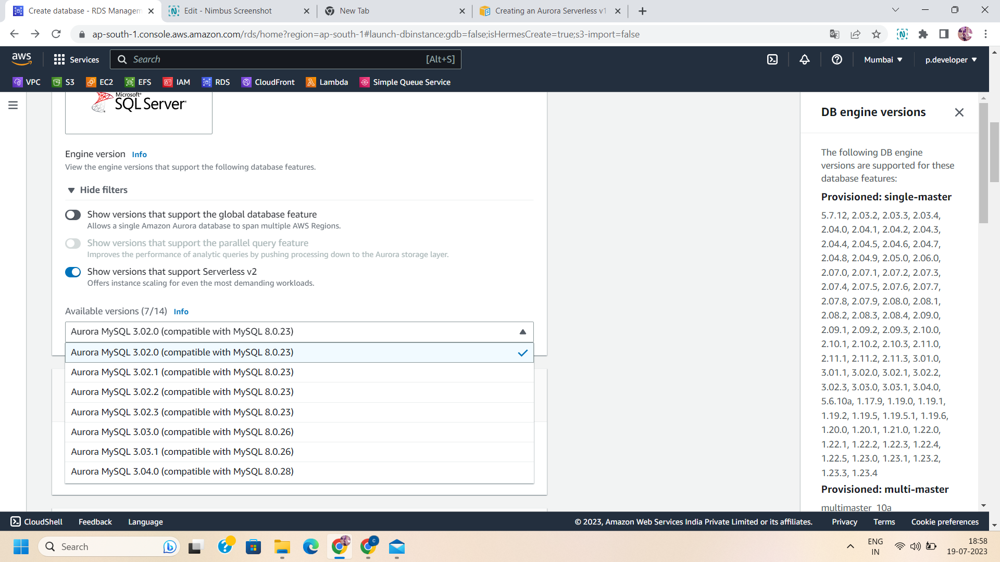 Create database - RDS Managem
Edit - Nimbus Screenshot
New Tab
Creating an Aurora Serverless v1
ap-south-1.console.aws.amazon.com/rds/home?region=ap-south-1#launch-dbinstance:gdb=false;isHermesCreate=true;s3-import=false
aws
Services
Search
[Alt+S]
Mumbai
p.developer
VPC
S3
EC2
EFS
IAM
RDS
CloudFront
Lambda
Simple Queue Service
Microsoft
SQL Server
Engine version Info
View the engine versions that support the following database features.
Hide filters
Show versions that support the global database feature
Allows a single Amazon Aurora database to span multiple AWS Regions.
Show versions that support the parallel query feature
Improves the performance of analytic queries by pushing processing down to the Aurora storage layer.
Show versions that support Serverless v2
Offers instance scaling for even the most demanding workloads.
Available versions (7/14) Info
Aurora MySQL 3.02.0 (compatible with MySQL 8.0.23)
Aurora MySQL 3.02.0 (compatible with MySQL 8.0.23)
Aurora MySQL 3.02.1 (compatible with MySQL 8.0.23)
Aurora MySQL 3.02.2 (compatible with MySQL 8.0.23)
Aurora MySQL 3.02.3 (compatible with MySQL 8.0.23)
Aurora MySQL 3.03.0 (compatible with MySQL 8.0.26)
Aurora MySQL 3.03.1 (compatible with MySQL 8.0.26)
Aurora MySQL 3.04.0 (compatible with MySQL 8.0.28)
DB engine versions
The following DB engine
versions are supported for these
database features:
Provisioned: single-master
5.7.12, 2.03.2, 2.03.3, 2.03.4,
2.04.0, 2.04.1, 2.04.2, 2.04.3,
2.04.4, 2.04.5, 2.04.6, 2.04.7,
2.04.8, 2.04.9, 2.05.0, 2.06.0,
2.07.0, 2.07.1, 2.07.2, 2.07.3,
2.07.4, 2.07.5, 2.07.6, 2.07.7,
2.07.8, 2.07.9, 2.08.0, 2.08.1,
2.08.2, 2.08.3, 2.08.4, 2.09.0,
2.09.1, 2.09.2, 2.09.3, 2.10.0,
2.10.1, 2.10.2, 2.10.3, 2.11.0,
2.11.1, 2.11.2, 2.11.3, 3.01.0,
3.01.1, 3.02.0, 3.02.1, 3.02.2,
3.02.3, 3.03.0, 3.03.1, 3.04.0,
5.6.10a, 1.17.9, 1.19.0, 1.19.1,
1.19.2, 1.19.5, 1.19.5.1, 1.19.6,
1.20.0, 1.20.1, 1.21.0, 1.22.0,
1.22.1, 1.22.2, 1.22.3, 1.22.4,
1.22.5, 1.23.0, 1.23.1, 1.23.2,
1.23.3, 1.23.4
Provisioned: multi-master
multimaster_10a
CloudShell
Feedback
Language
© 2023, Amazon Web Services India Private Limited or its affiliates.
Privacy
Terms
Cookie preferences
Search
ENG
IN
18:58
19-07-2023